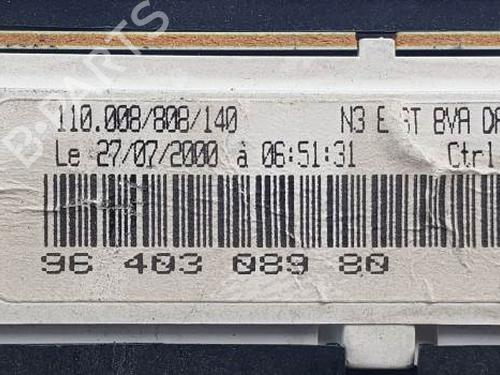 B-PARTS
110.008/808/140 N3 E ST BVA
Le 27/07/2000 à 06:51:31 Ctrl
96 403 089 80